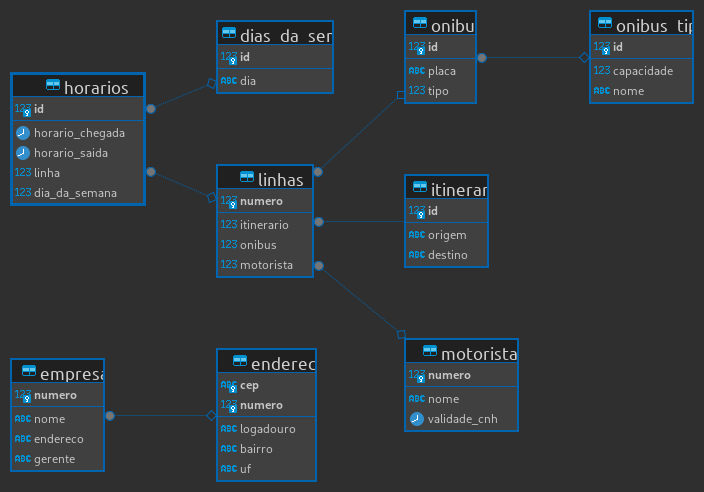 horarios
123 id
horario_chegada
horario_saida
123 linha
123 dia_da_semana
dias_da_ser
123 id
ABC dia
linhas
123 numero
123 itinerario
123 onibus
123 motorista
onibu
123 id
ABC placa
123 tipo
onibus_tip
123 id
123 capacidade
ABC nome
itinerar
123 id
ABC origem
ABC destino
motorista
123 numero
ABC nome
validade_cnh
empresa
123 numero
ABC nome
ABC endereco
ABC gerente
enderec
ABC cep
123 numero
ABC logadouro
ABC bairro
ABC uf